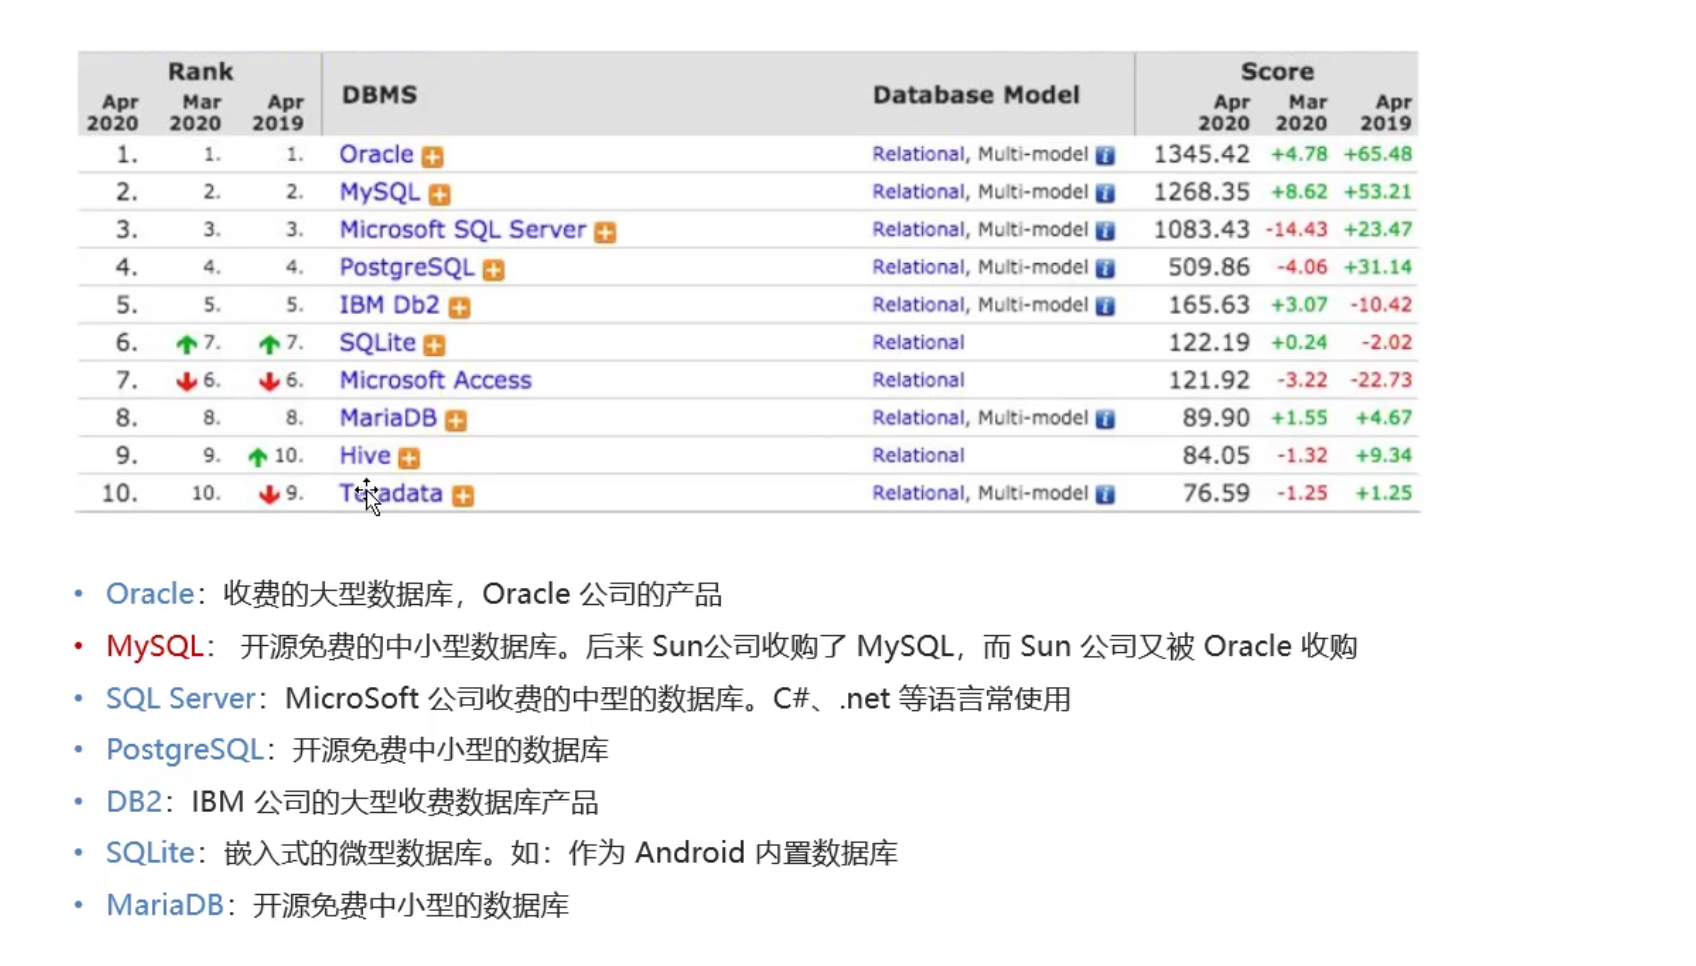 Rank Score
Apr Mar Apr DBMS Database Model Apr Mar Apr
2020 2020 2019 2020 2020 2019
1. 1. 1. Oracle Relational, Multi-model i 1345.42 +4.78 +65.48
2. 2. 2. MySQL Relational, Multi-model i 1268.35 +8.62 +53.21
3. 3. 3. Microsoft SQL Server Relational, Multi-model i 1083.43 -14.43 +23.47
4. 4. 4. PostgreSQL Relational, Multi-model i 509.86 -4.06 +31.14
5. 5. 5. IBM Db2 Relational, Multi-model i 165.63 +3.07 -10.42
6. 7. 7. SQLite Relational 122.19 +0.24 -2.02
7. 6. 6. Microsoft Access Relational 121.92 -3.22 -22.73
8. 8. 8. MariaDB Relational, Multi-model i 89.90 +1.55 +4.67
9. 9. 10. Hive Relational 84.05 -1.32 +9.34
10. 10. 9. Teradata Relational, Multi-model i 76.59 -1.25 +1.25
• Oracle：收费的大型数据库，Oracle 公司的产品
• MySQL： 开源免费的中小型数据库。后来 Sun公司收购了 MySQL，而 Sun 公司又被 Oracle 收购
• SQL Server：MicroSoft 公司收费的中型的数据库。C#、.net 等语言常使用
• PostgreSQL：开源免费中小型的数据库
• DB2：IBM 公司的大型收费数据库产品
• SQLite：嵌入式的微型数据库。如：作为 Android 内置数据库
• MariaDB：开源免费中小型的数据库